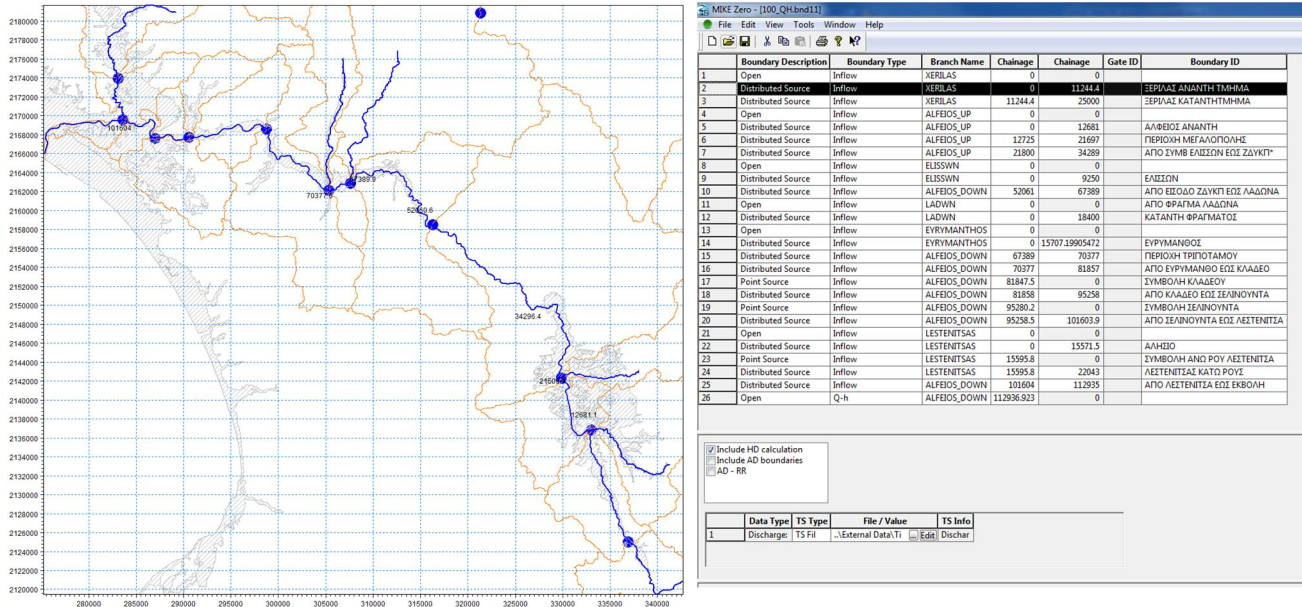 2180000
2178000
2176000
2174000
2172000
2170000
2168000
2166000
2164000
2162000
2160000
2158000
2156000
2154000
2152000
2150000
2148000
2146000
2144000
2142000
2140000
2138000
2136000
2134000
2132000
2130000
2128000
2126000
2124000
2122000
2120000
101604
70377.6
52060.6
34296.4
12681.1
280000 285000 290000 295000 300000 305000 310000 315000 320000 325000 330000 335000 340000
MIKE Zero - [100_QH.bnd11]
File Edit View Tools Window Help
Boundary Description Boundary Type Branch Name Chainage Chainage Gate ID Boundary ID
1 Open Inflow XERILAS 0 0
2 Distributed Source Inflow XERILAS 0 11244.4 ΞΕΡΙΛΑΣ ΑΝΑΝΤΗ ΤΜΗΜΑ
3 Distributed Source Inflow XERILAS 11244.4 25000 ΞΕΡΙΛΑΣ ΚΑΤΑΝΤΗΤΜΗΜΑ
4 Open Inflow ALFEIOS_UP 0 0
5 Distributed Source Inflow ALFEIOS_UP 0 12681 ΑΛΦΕΙΟΣ ΑΝΑΝΤΗ
6 Distributed Source Inflow ALFEIOS_UP 12725 21697 ΠΕΡΙΟΧΗ ΜΕΓΑΛΟΠΟΛΗΣ
7 Distributed Source Inflow ALFEIOS_UP 21800 34289 ΑΠΟ ΣΥΜΒ ΕΛΙΣΣΩΝ ΕΩΣ ΖΔΥΚΠ*
8 Open Inflow ELISSWN 0 0
9 Distributed Source Inflow ELISSWN 0 9250 ΕΛΙΣΣΩΝ
10 Distributed Source Inflow ALFEIOS_DOWN 52061 67389 ΑΠΟ ΕΙΣΟΔΟ ΖΔΥΚΠ ΕΩΣ ΛΑΔΩΝΑ
11 Open Inflow LADWN 0 0 ΑΠΟ ΦΡΑΓΜΑ ΛΑΔΩΝΑ
12 Distributed Source Inflow LADWN 0 18400 ΚΑΤΑΝΤΗ ΦΡΑΓΜΑΤΟΣ
13 Open Inflow EYRYMANTHOS 0 0
14 Distributed Source Inflow EYRYMANTHOS 0 15707.19905472 ΕΥΡΥΜΑΝΘΟΣ
15 Distributed Source Inflow ALFEIOS_DOWN 67389 70377 ΠΕΡΙΟΧΗ ΤΡΙΠΟΤΑΜΟΥ
16 Distributed Source Inflow ALFEIOS_DOWN 70377 81857 ΑΠΟ ΕΥΡΥΜΑΝΘΟ ΕΩΣ ΚΛΑΔΕΟ
17 Point Source Inflow ALFEIOS_DOWN 81847.5 0 ΣΥΜΒΟΛΗ ΚΛΑΔΕΟΥ
18 Distributed Source Inflow ALFEIOS_DOWN 81858 95258 ΑΠΟ ΚΛΑΔΕΟ ΕΩΣ ΣΕΛΙΝΟΥΝΤΑ
19 Point Source Inflow ALFEIOS_DOWN 95280.2 0 ΣΥΜΒΟΛΗ ΣΕΛΙΝΟΥΝΤΑ
20 Distributed Source Inflow ALFEIOS_DOWN 95258.5 101603.9 ΑΠΟ ΣΕΛΙΝΟΥΝΤΑ ΕΩΣ ΛΕΣΤΕΝΙΤΣΑ
21 Open Inflow LESTENITSAS 0 0
22 Distributed Source Inflow LESTENITSAS 0 15571.5 ΑΛΗΣΙΟ
23 Point Source Inflow LESTENITSAS 15595.8 0 ΣΥΜΒΟΛΗ ΑΝΩ ΡΟΥ ΛΕΣΤΕΝΙΤΣΑ
24 Distributed Source Inflow LESTENITSAS 15595.8 22043 ΛΕΣΤΕΝΙΤΣΑΣ ΚΑΤΩ ΡΟΥΣ
25 Distributed Source Inflow ALFEIOS_DOWN 101604 112935 ΑΠΟ ΛΕΣΤΕΝΙΤΣΑ ΕΩΣ ΕΚΒΟΛΗ
26 Open Q-h ALFEIOS_DOWN 112936.923 0
Include HD calculation
Include AD boundaries
AD - RR
Data Type TS Type File / Value TS Info
1 Discharge: TS Fil ..\External Data\Ti ... Edit Dischar